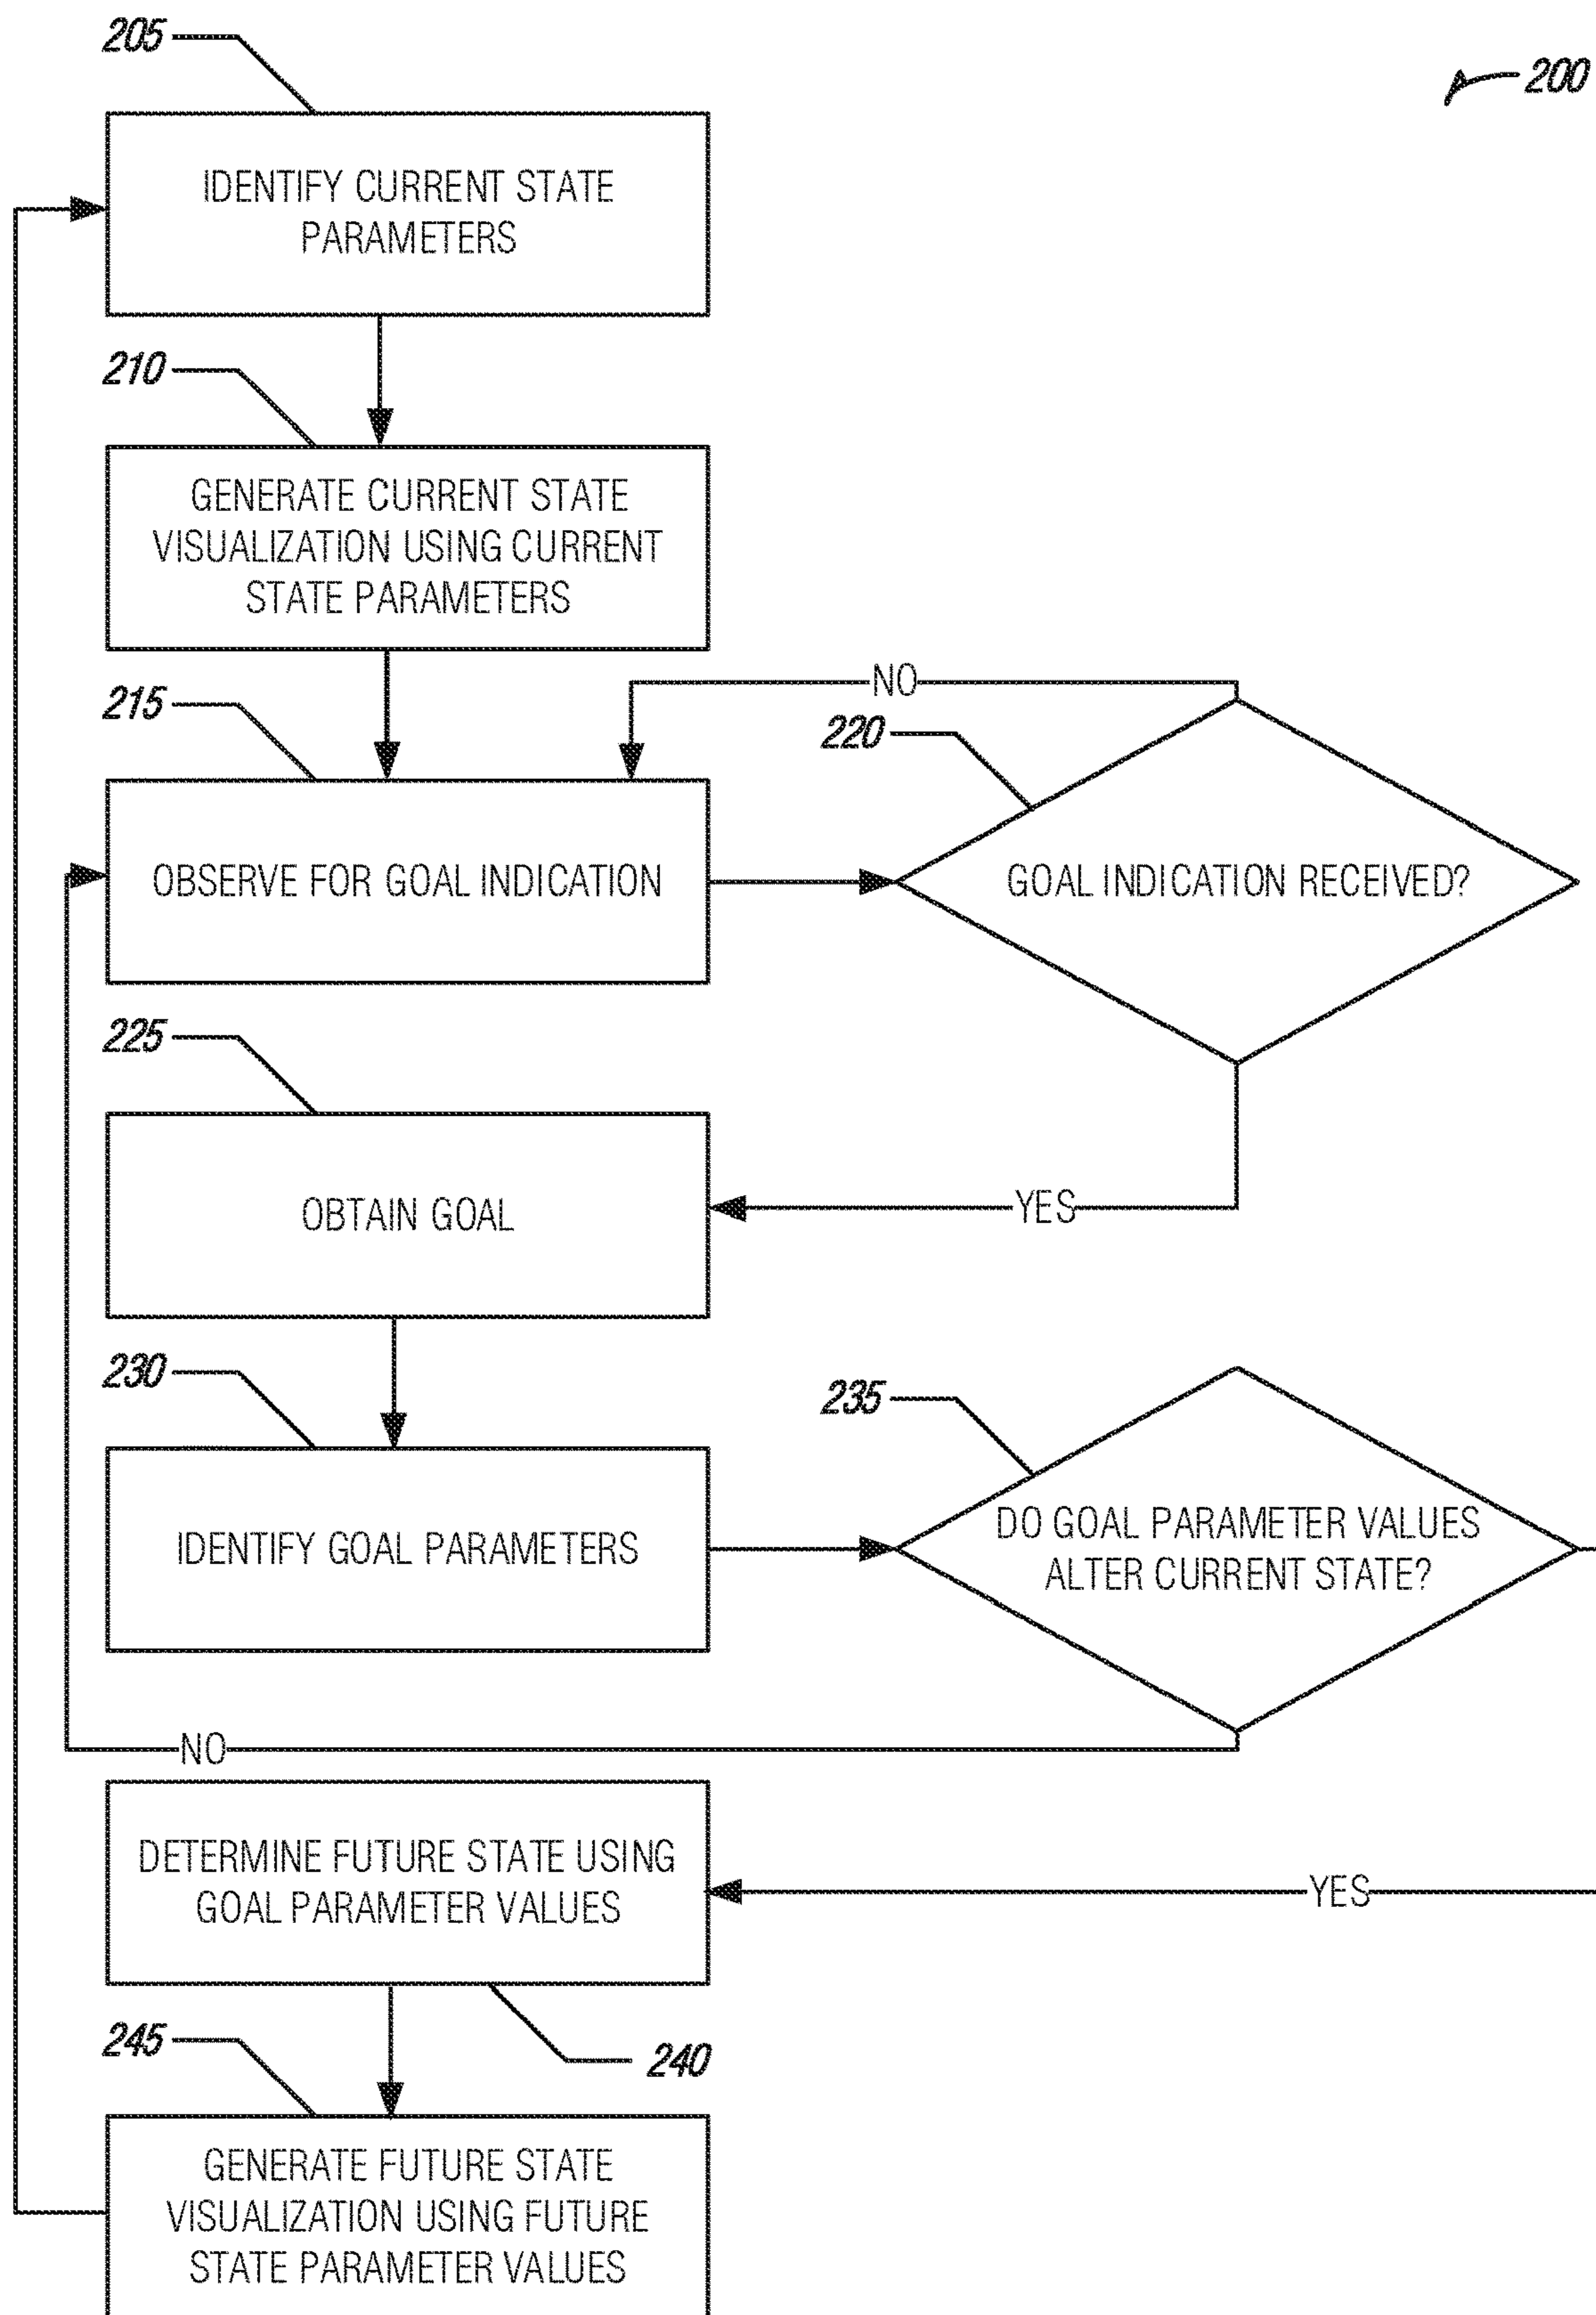 205
200
IDENTIFY CURRENT STATE
PARAMETERS
210
GENERATE CURRENT STATE
VISUALIZATION USING CURRENT
STATE PARAMETERS
NO
215
220
OBSERVE FOR GOAL INDICATION
GOAL INDICATION RECEIVED?
225
OBTAIN GOAL
YES
230
235
IDENTIFY GOAL PARAMETERS
DO GOAL PARAMETER VALUES
ALTER CURRENT STATE?
NO
DETERMINE FUTURE STATE USING
GOAL PARAMETER VALUES
YES
245
240
GENERATE FUTURE STATE
VISUALIZATION USING FUTURE
STATE PARAMETER VALUES